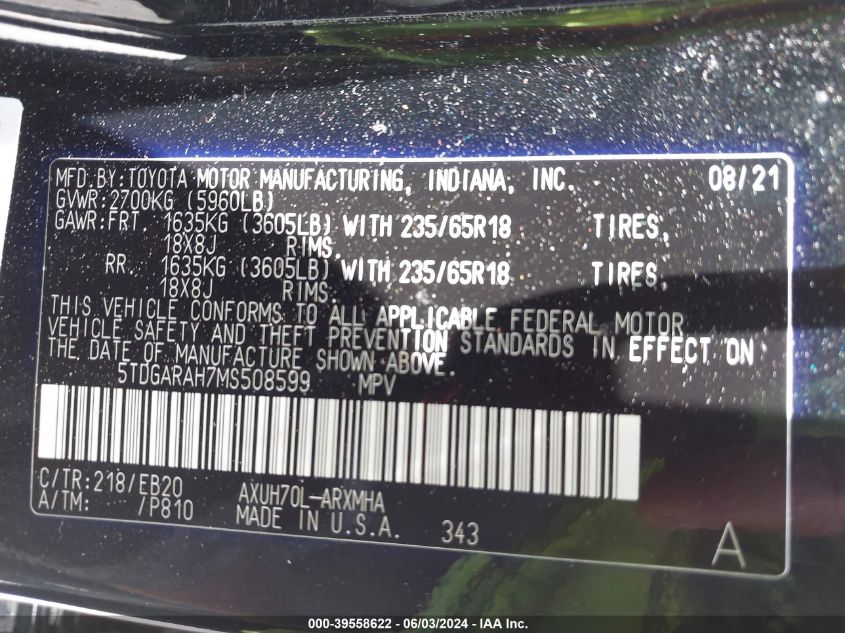 MFD. BY: TOYOTA MOTOR MANUFACTURING, INDIANA, INC. 08/21
GVWR: 2700KG (5960LB)
GAWR: FRT. 1635KG (3605LB) WITH 235/65R18 TIRES,
18X8J RIMS.
RR. 1635KG (3605LB) WITH 235/65R18 TIRES,
18X8J RIMS.
THIS VEHICLE CONFORMS TO ALL APPLICABLE FEDERAL MOTOR
VEHICLE SAFETY AND THEFT PREVENTION STANDARDS IN EFFECT ON
THE DATE OF MANUFACTURE SHOWN ABOVE.
5TDGARAH7MS508599 MPV
C/TR: 218/EB20 AXUH70L-ARXMHA
A/TM: /P810 MADE IN U.S.A. 343
A
000-39558622 - 06/03/2024 - IAA Inc.